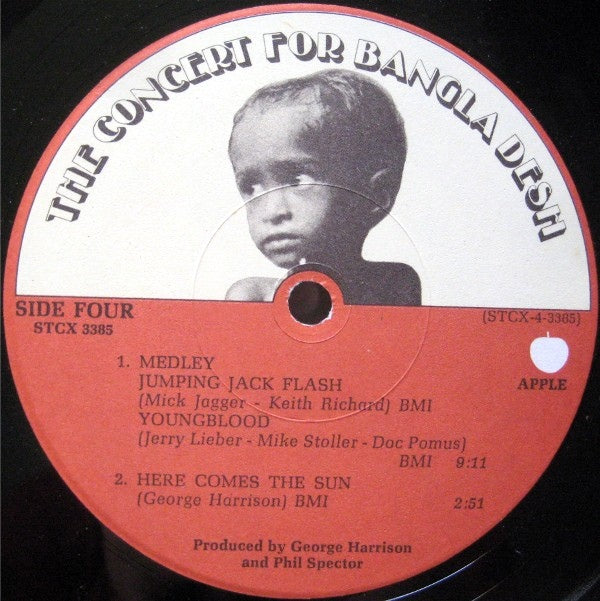 THE CONCERT FOR BANGLA DESH
SIDE FOUR
STCX 3385
(STCX-4-3385)
APPLE
1. MEDLEY
JUMPING JACK FLASH
(Mick Jagger - Keith Richard) BMI
YOUNGBLOOD
(Jerry Lieber - Mike Stoller - Doc Pomus)
BMI 9:11
2. HERE COMES THE SUN
(George Harrison) BMI 2:51
Produced by George Harrison
and Phil Spector